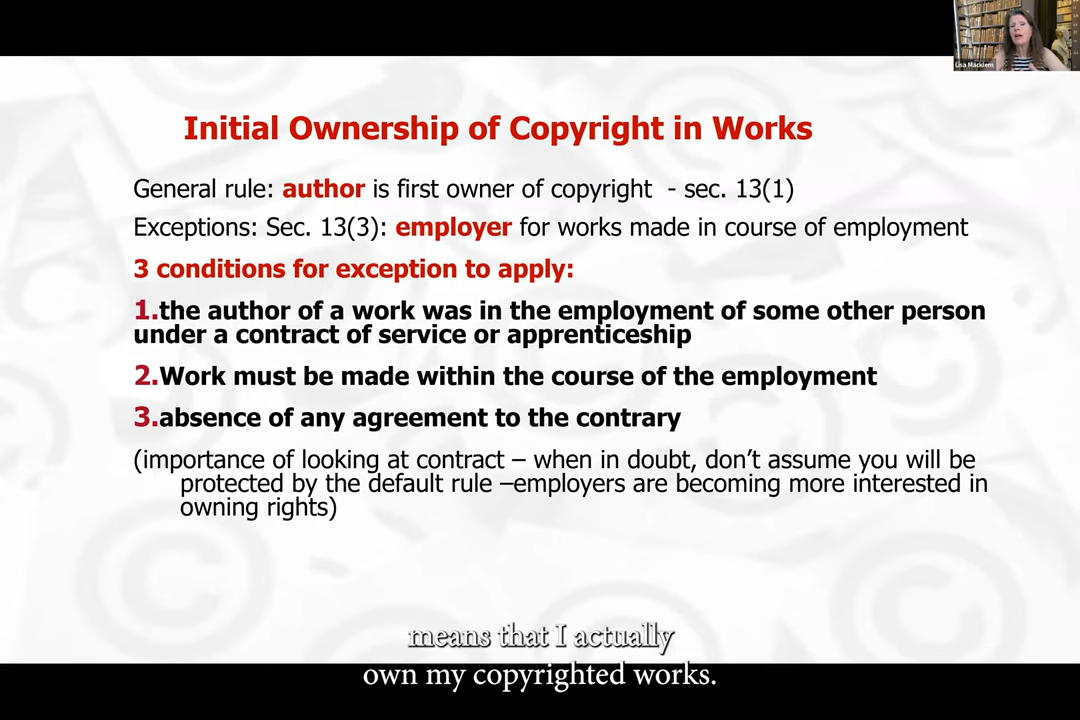 Lisa Macklem
Initial Ownership of Copyright in Works
General rule: author is first owner of copyright - sec. 13(1)
Exceptions: Sec. 13(3): employer for works made in course of employment
3 conditions for exception to apply:
1.the author of a work was in the employment of some other person
under a contract of service or apprenticeship
2.Work must be made within the course of the employment
3.absence of any agreement to the contrary
(importance of looking at contract – when in doubt, don’t assume you will be
protected by the default rule –employers are becoming more interested in
owning rights)
means that I actually
own my copyrighted works.